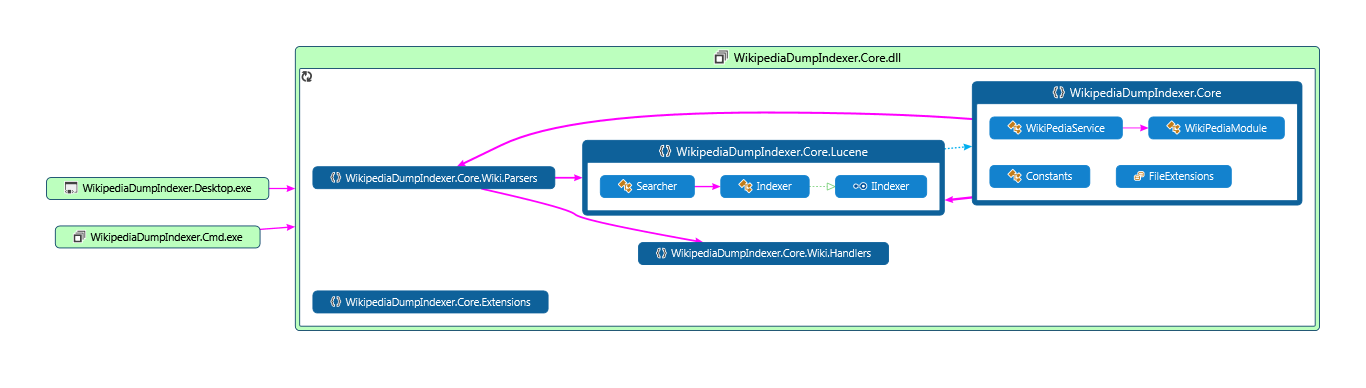 WikipediaDumpIndexer.Core.dll
WikipediaDumpIndexer.Core
WikiPediaService
WikiPediaModule
WikipediaDumpIndexer.Core.Lucene
WikipediaDumpIndexer.Desktop.exe
WikipediaDumpIndexer.Core.Wiki.Parsers
Searcher
Indexer
IIndexer
Constants
FileExtensions
WikipediaDumpIndexer.Cmd.exe
WikipediaDumpIndexer.Core.Wiki.Handlers
WikipediaDumpIndexer.Core.Extensions